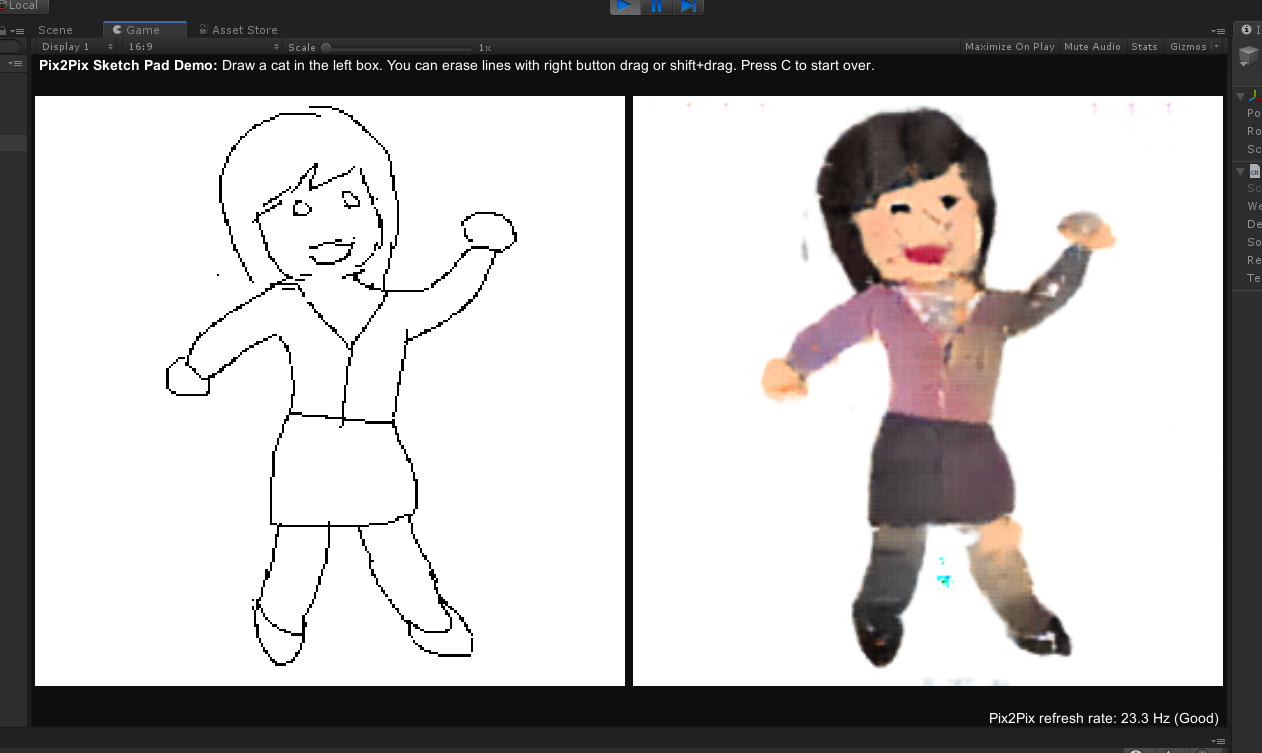 Local
Scene
Game
Asset Store
Display 1
16:9
Scale
1x
Maximize On Play
Mute Audio
Stats
Gizmos
Pix2Pix Sketch Pad Demo: Draw a cat in the left box. You can erase lines with right button drag or shift+drag. Press C to start over.
Po
Ro
Sc
Sc
We
De
So
Re
Te
Pix2Pix refresh rate: 23.3 Hz (Good)